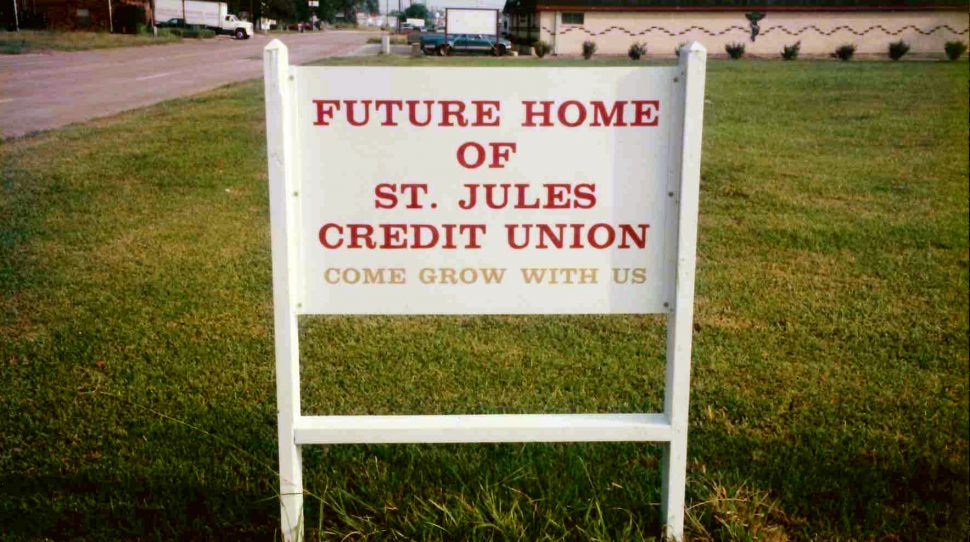 FUTURE HOME
OF
ST. JULES
CREDIT UNION
COME GROW WITH US